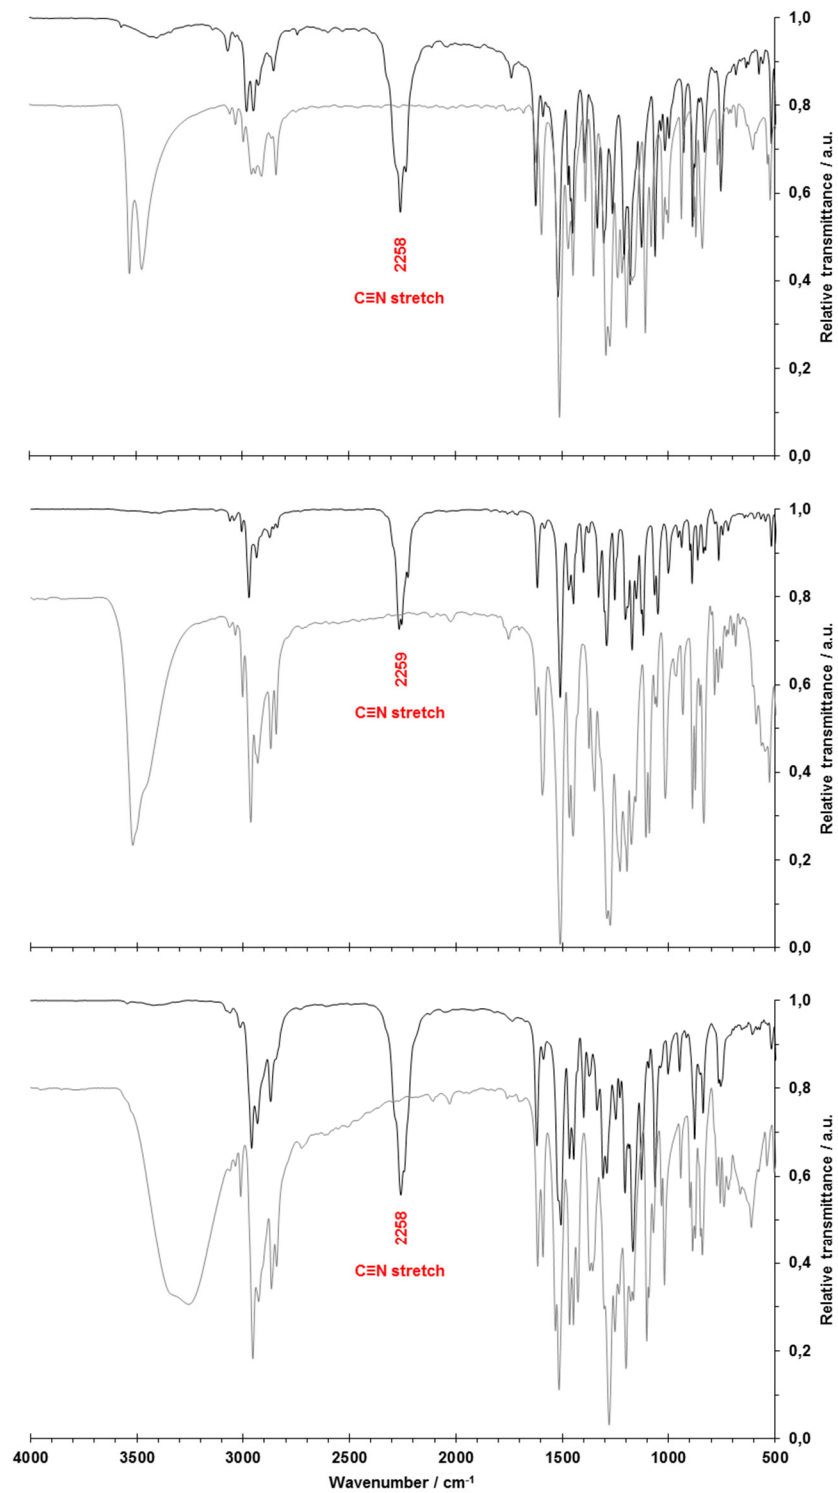 1,0
0,8
0,6
0,4
0,2
0,0
Relative transmittance / a.u.
2258
C≡N stretch
1,0
0,8
0,6
0,4
0,2
0,0
Relative transmittance / a.u.
2259
C≡N stretch
1,0
0,8
0,6
0,4
0,2
0,0
Relative transmittance / a.u.
2258
C≡N stretch
4000 3500 3000 2500 2000 1500 1000 500
Wavenumber / cm⁻¹